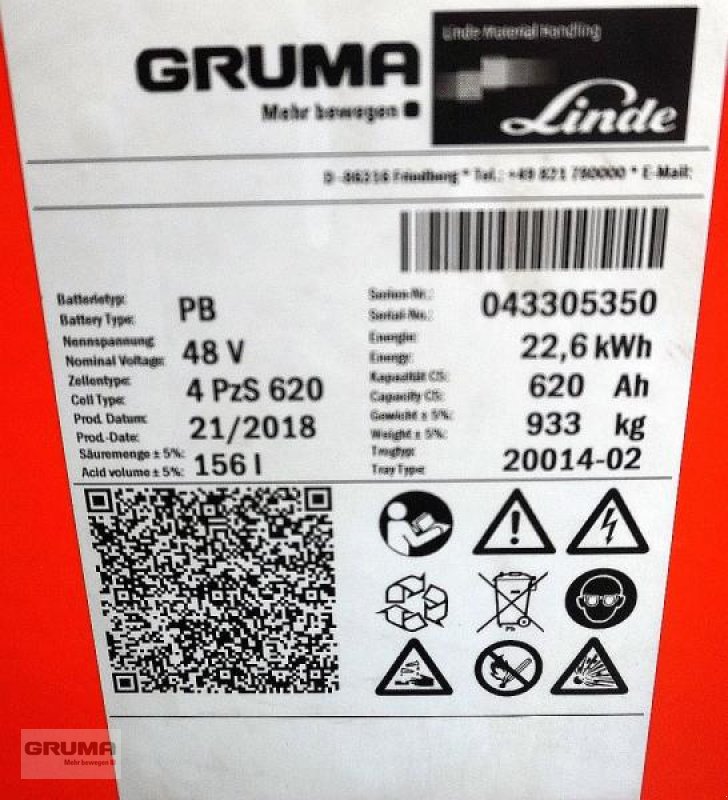 GRUMA
Mehr bewegen
Linde Material Handling
Linde
D-86316 Friedberg * Tel.: +49 821 780000 * E-Mail:
Batterietyp:
Battery Type:
PB
Nennspannung:
Nominal Voltage:
48 V
Zellentype:
Cell Type:
4 PzS 620
Prod. Datum:
Prod.-Date:
21/2018
Säuremenge ± 5%:
Acid volume ± 5%:
156 l
Serien-Nr.:
Serial-No.:
043305350
Energie:
Energy:
22,6 kWh
Kapazität C5:
Capacity C5:
620 Ah
Gewicht ± 5%:
Weight ± 5%:
933 kg
Trogtyp:
Tray Type:
20014-02
Pb
GRUMA
Mehr bewegen